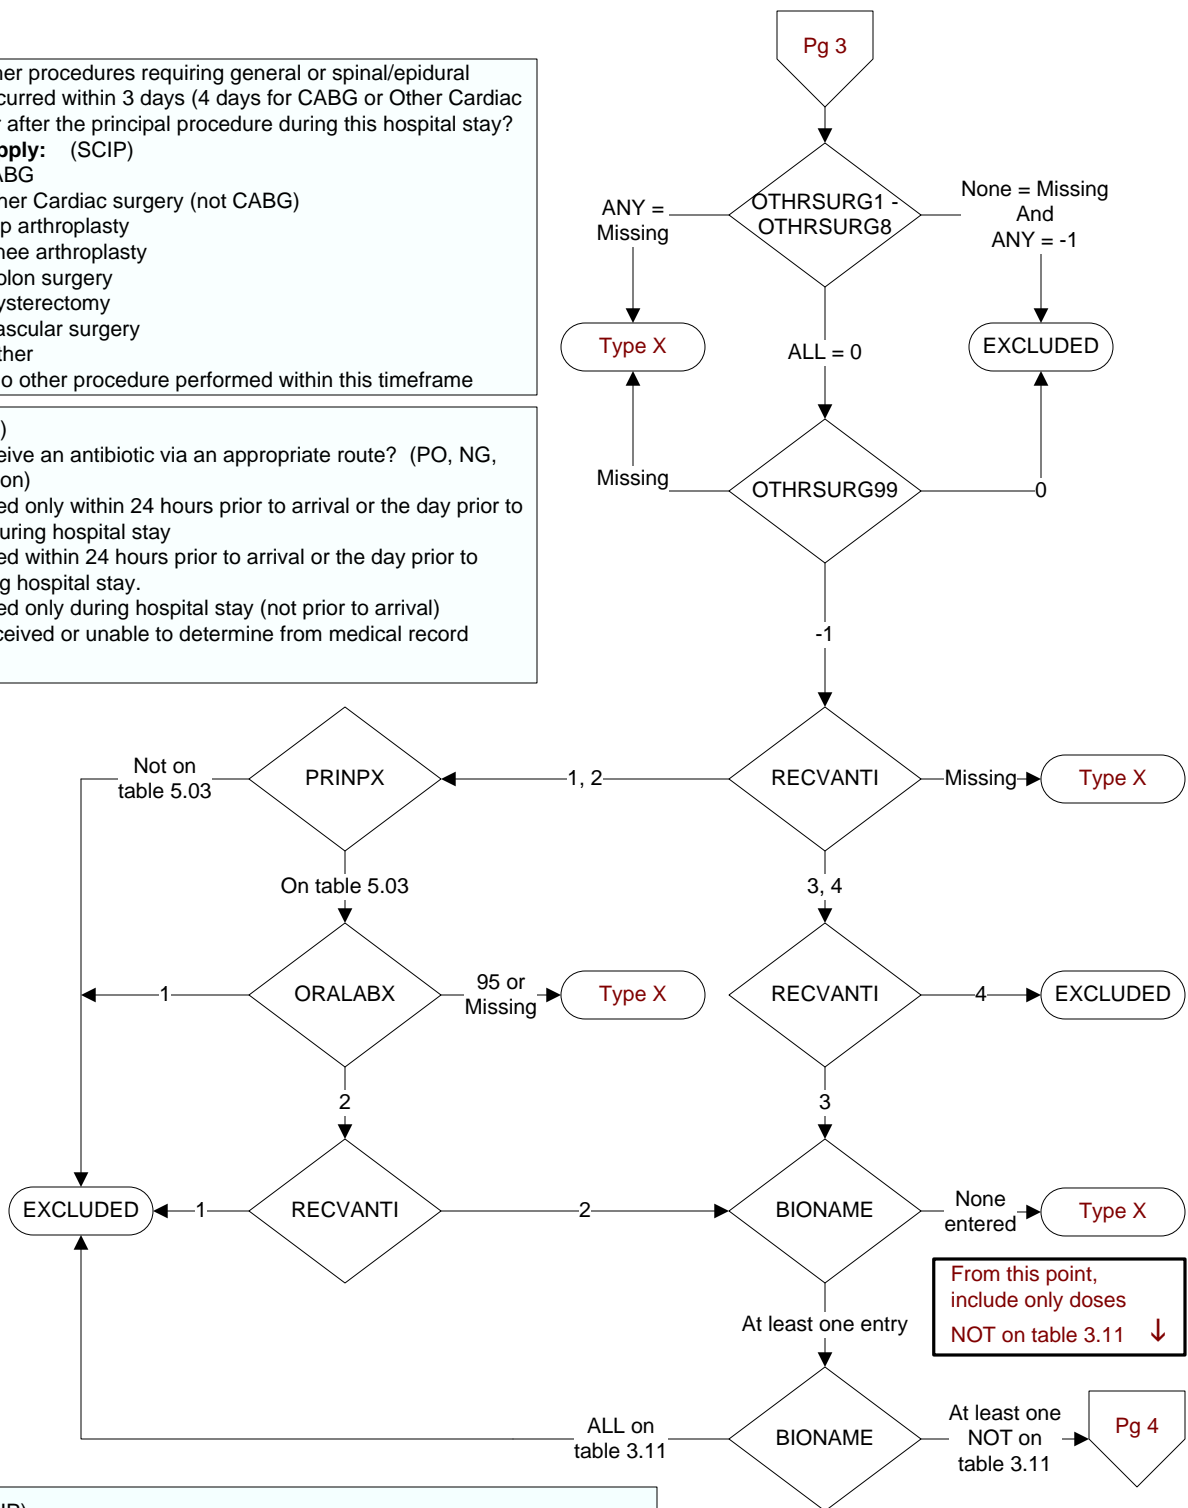 Pg 3
ner procedures requiring general or spinal/epidural
curred within 3 days (4 days for CABG or Other Cardiac
r after the principal procedure during this hospital stay?
pply: (SCIP)
ABG
her Cardiac surgery (not CABG)
p arthroplasty
nee arthroplasty
olon surgery
ysterectomy
ascular surgery
ther
o other procedure performed within this timeframe
)
eive an antibiotic via an appropriate route? (PO, NG,
on)
ed only within 24 hours prior to arrival or the day prior to
uring hospital stay
ed within 24 hours prior to arrival or the day prior to
g hospital stay.
ed only during hospital stay (not prior to arrival)
ceived or unable to determine from medical record
OTHRSURG1 -
OTHRSURG8
ANY =
Missing
None = Missing
And
ANY = -1
Type X
ALL = 0
EXCLUDED
Missing
OTHRSURG99
0
-1
Not on
table 5.03
PRINPX
1, 2
RECVANTI
Missing
Type X
On table 5.03
3, 4
1
ORALABX
95 or
Missing
Type X
RECVANTI
4
EXCLUDED
2
3
EXCLUDED
1
RECVANTI
2
BIONAME
None
entered
Type X
From this point,
include only doses
NOT on table 3.11 ↓
At least one entry
ALL on
table 3.11
BIONAME
At least one
NOT on
table 3.11
Pg 4